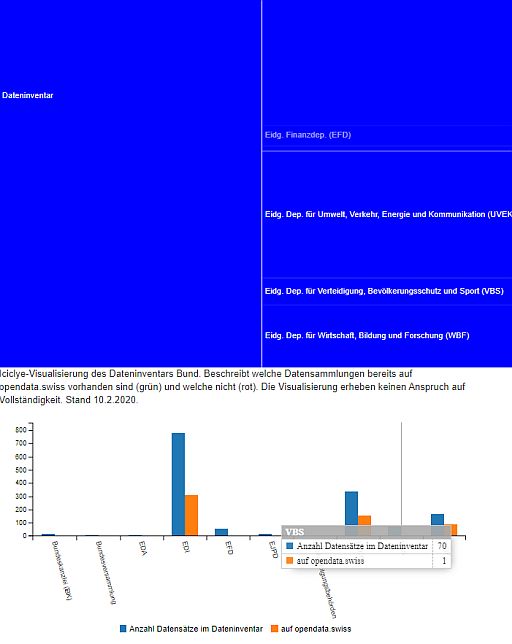 Dateninventar
Eidg. Finanzdep. (EFD)
Eidg. Dep. für Umwelt, Verkehr, Energie und Kommunikation (UVEK
Eidg. Dep. für Verteidigung, Bevölkerungsschutz und Sport (VBS)
Eidg. Dep. für Wirtschaft, Bildung und Forschung (WBF)
Iciclye-Visualisierung des Dateninventars Bund. Beschreibt welche Datensammlungen bereits auf
opendata.swiss vorhanden sind (grün) und welche nicht (rot). Die Visualisierung erheben keinen Anspruch auf
Vollständigkeit. Stand 10.2.2020.
800
700
600
500
400
300
200
100
0
Bundeskanzlei (BK)
Bundesversammlung
EDA
EDI
EFD
EJPD
igungsbehörden
VBS
Anzahl Datensätze im Dateninventar 70
auf opendata.swiss 1
Anzahl Datensätze im Dateninventar auf opendata.swiss